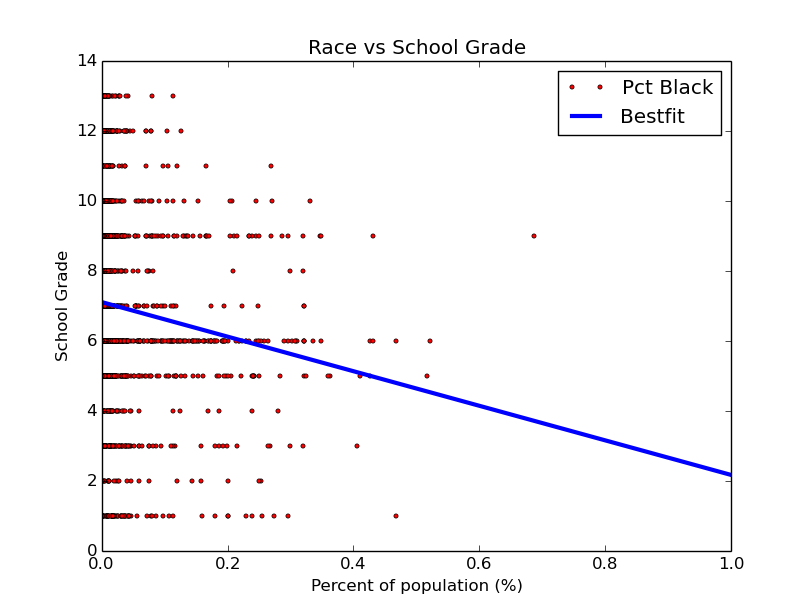 Race vs School Grade
Pct Black
Bestfit
School Grade
14
12
10
8
6
4
2
0
0.0 0.2 0.4 0.6 0.8 1.0
Percent of population (%)